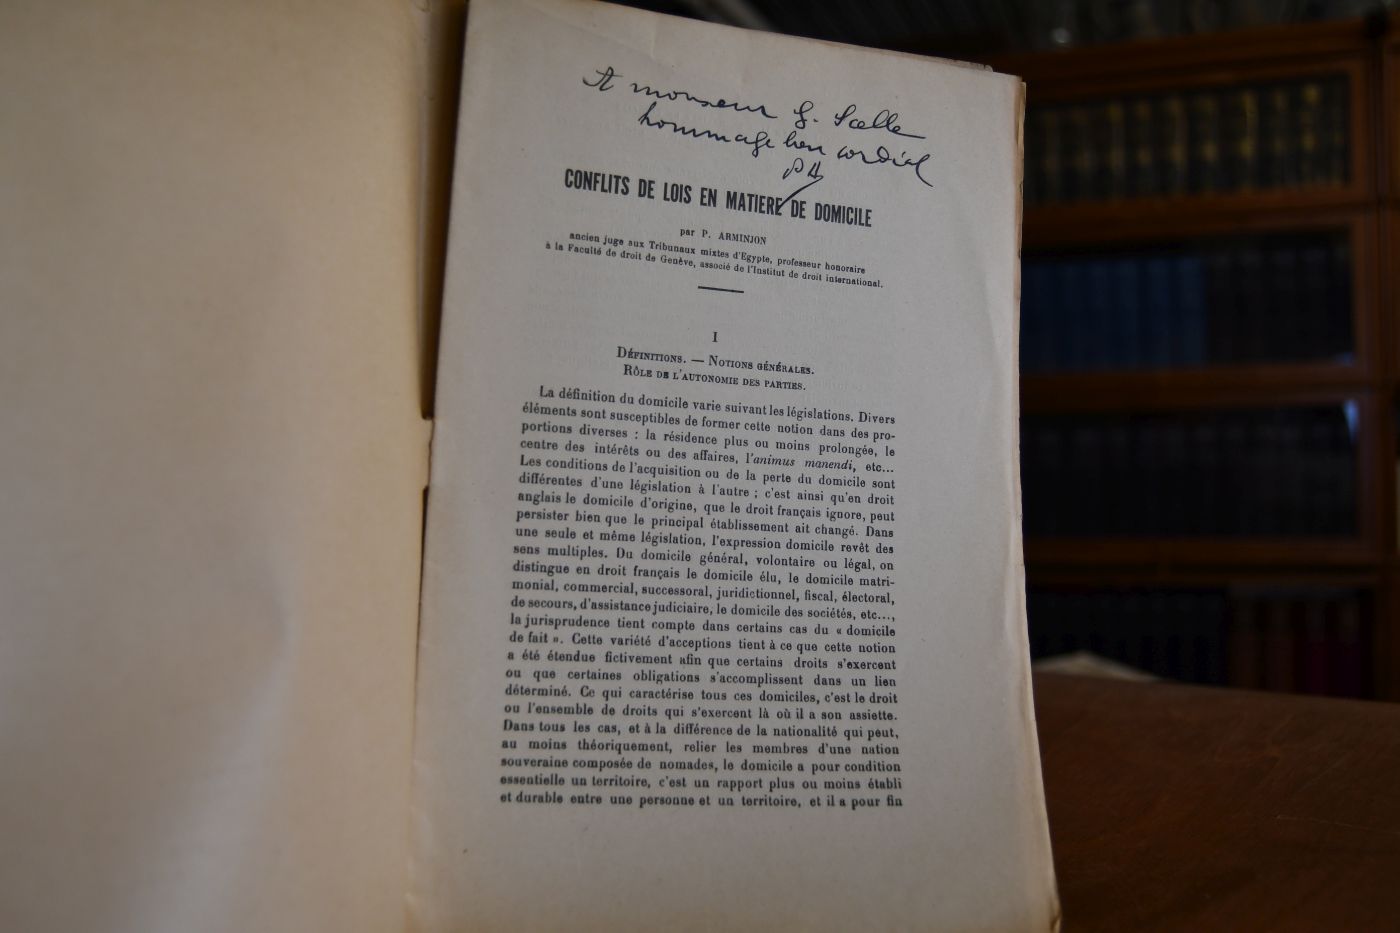 A monsieur G. Scelle
hommage bien cordial
PA
CONFLITS DE LOIS EN MATIERE DE DOMICILE
par P. ARMINJON
ancien juge aux Tribunaux mixtes d'Egypte, professeur honoraire
à la Faculté de droit de Genève, associé de l'Institut de droit international.
I
DÉFINITIONS. — NOTIONS GÉNÉRALES.
RÔLE DE L'AUTONOMIE DES PARTIES.
La définition du domicile varie suivant les législations. Divers
éléments sont susceptibles de former cette notion dans des pro-
portions diverses : la résidence plus ou moins prolongée, le
centre des intérêts ou des affaires, l'animus manendi, etc...
Les conditions de l'acquisition ou de la perte du domicile sont
différentes d'une législation à l'autre ; c'est ainsi qu'en droit
anglais le domicile d'origine, que le droit français ignore, peut
persister bien que le principal établissement ait changé. Dans
une seule et même législation, l'expression domicile revêt des
sens multiples. Du domicile général, volontaire ou légal, on
distingue en droit français le domicile élu, le domicile matri-
monial, commercial, successoral, juridictionnel, fiscal, électoral,
de secours, d'assistance judiciaire, le domicile des sociétés, etc...,
la jurisprudence tient compte dans certains cas du « domicile
de fait ». Cette variété d'acceptions tient à ce que cette notion
a été étendue fictivement afin que certains droits s'exercent
ou que certaines obligations s'accomplissent dans un lien
déterminé. Ce qui caractérise tous ces domiciles, c'est le droit
ou l'ensemble de droits qui s'exercent là où il a son assiette.
Dans tous les cas, et à la différence de la nationalité qui peut,
au moins théoriquement, relier les membres d'une nation
souveraine composée de nomades, le domicile a pour condition
essentielle un territoire, c'est un rapport plus ou moins établi
et durable entre une personne et un territoire, et il a pour fin